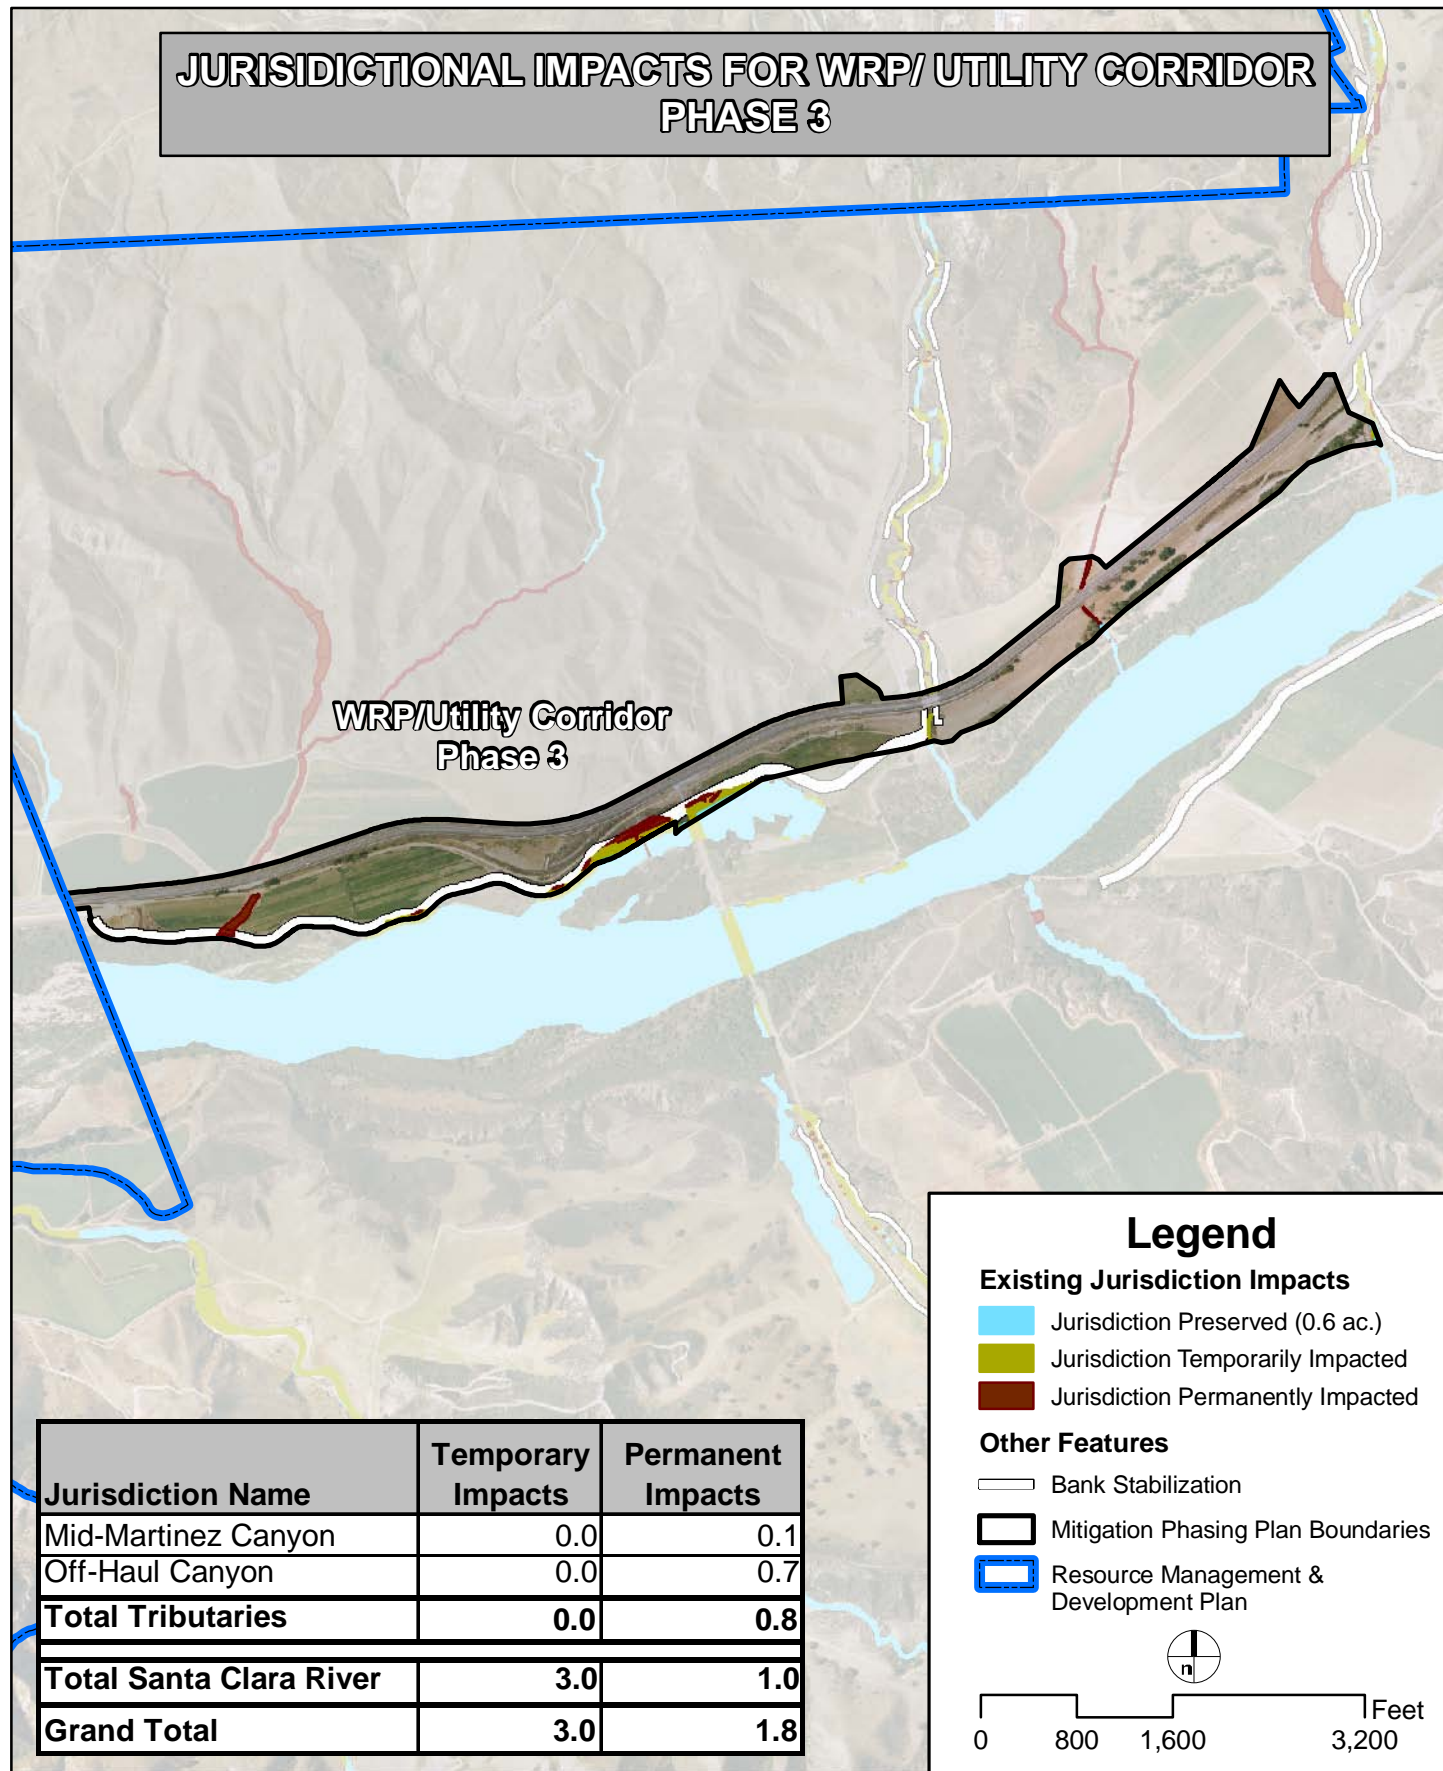 JURISIDICTIONAL IMPACTS FOR WRP/ UTILITY CORRIDOR
PHASE 3
WRP/Utility Corridor
Phase 3
Legend
Existing Jurisdiction Impacts
Jurisdiction Preserved (0.6 ac.)
Jurisdiction Temporarily Impacted
Jurisdiction Permanently Impacted
Other Features
Bank Stabilization
Mitigation Phasing Plan Boundaries
Resource Management &
Development Plan
n
Feet
0 800 1,600 3,200
Jurisdiction Name Temporary Impacts Permanent Impacts
Mid-Martinez Canyon 0.0 0.1
Off-Haul Canyon 0.0 0.7
Total Tributaries 0.0 0.8
Total Santa Clara River 3.0 1.0
Grand Total 3.0 1.8